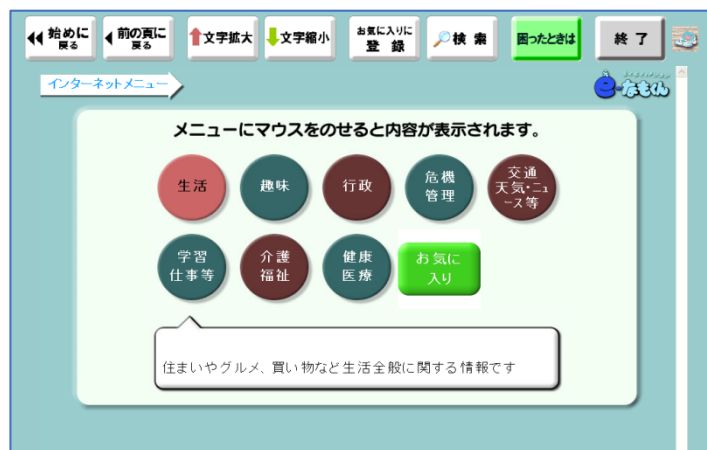 始めに
戻る
前の頁に
戻る
文字拡大
文字縮小
お気に入りに
登 録
検 索
困ったときは
終 了
インターネットメニュー
e-なもくん
メニューにマウスをのせると内容が表示されます。
生活
趣味
行政
危機
管理
交通
天気・ニュ
ース等
学習
仕事等
介護
福祉
健康
医療
お気に
入り
住まいやグルメ、買い物など生活全般に関する情報です